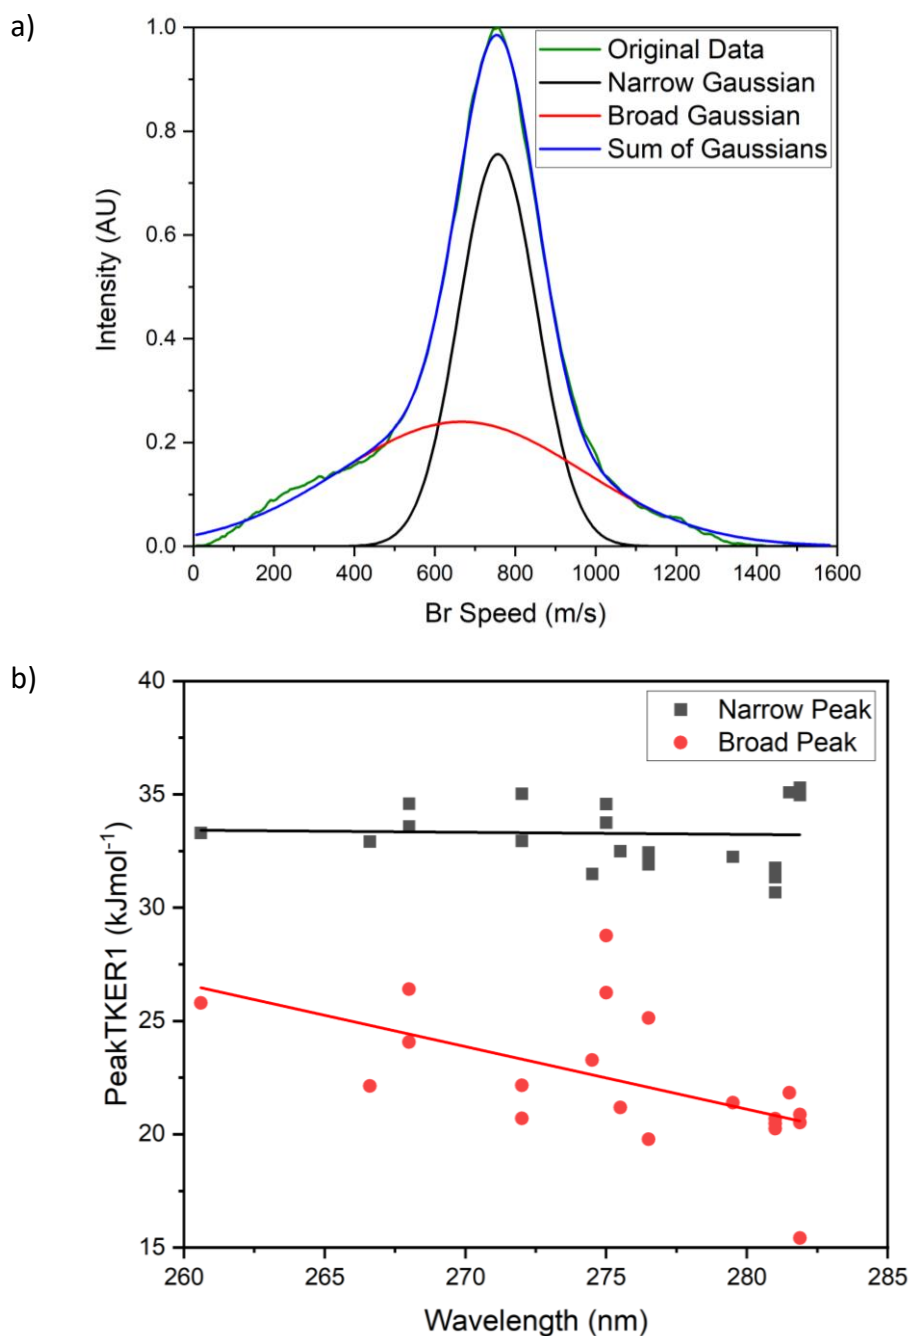 a)
Original Data
Narrow Gaussian
Broad Gaussian
Sum of Gaussians
Intensity (AU)
1.0
0.8
0.6
0.4
0.2
0.0
0 200 400 600 800 1000 1200 1400 1600
Br Speed (m/s)
b)
Narrow Peak
Broad Peak
PeakTKER1 (kJmol⁻¹)
40
35
30
25
20
15
260 265 270 275 280 285
Wavelength (nm)